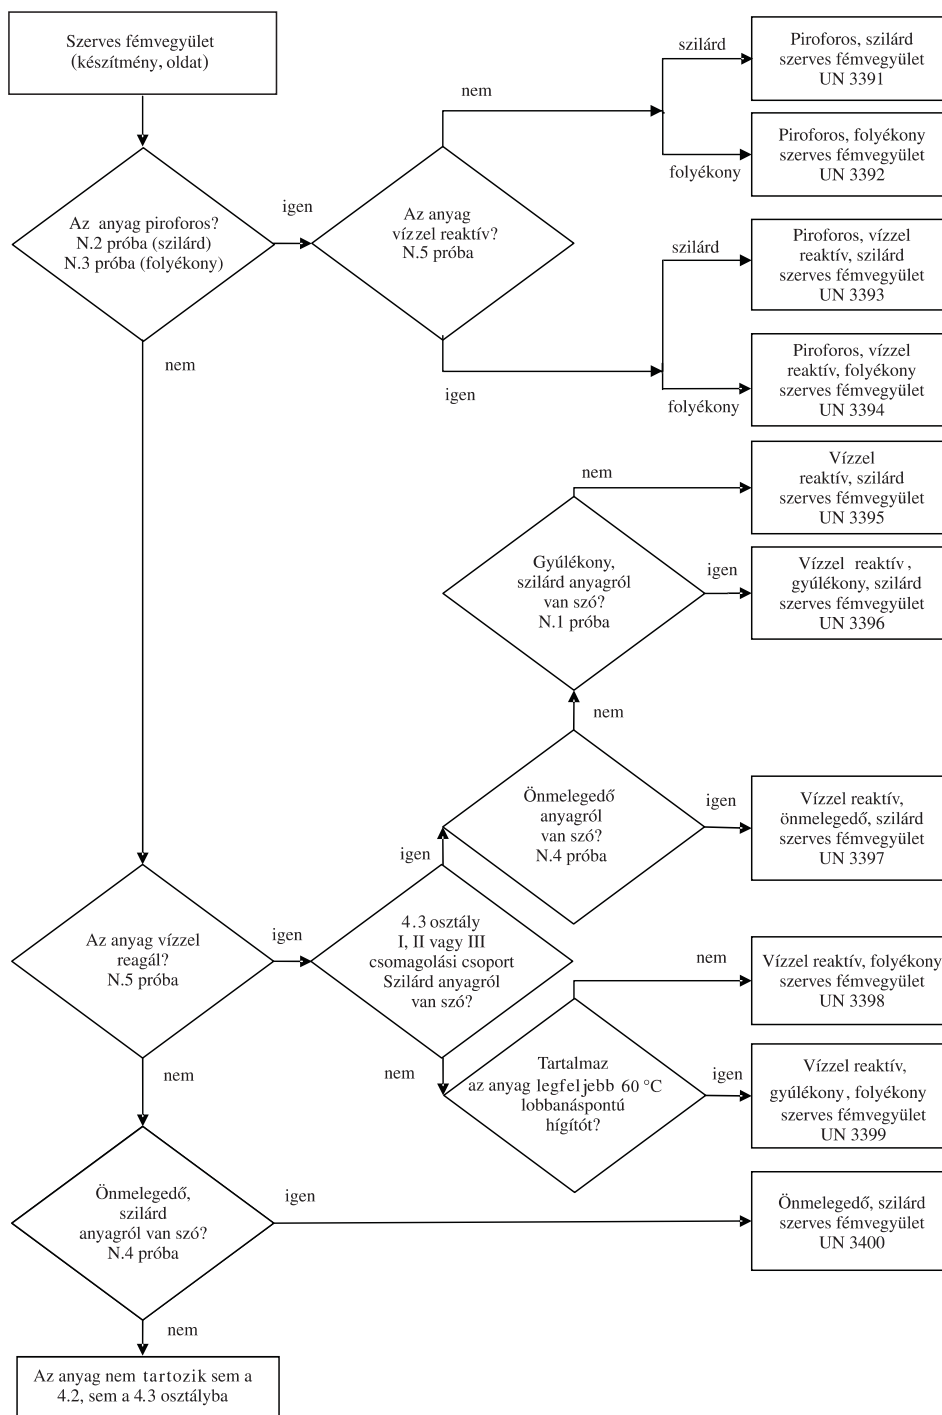 Szerves fémvegyület
(készítmény, oldat)
Az anyag piroforos?
N.2 próba (szilárd)
N.3 próba (folyékony)
igen
nem
Az anyag
vízzel reaktív?
N.5 próba
nem
igen
szilárd
folyékony
Piroforos, szilárd
szerves fémvegyület
UN 3391
Piroforos, folyékony
szerves fémvegyület
UN 3392
szilárd
folyékony
Piroforos, vízzel
reaktív, szilárd
szerves fémvegyület
UN 3393
Piroforos, vízzel
reaktív, folyékony
szerves fémvegyület
UN 3394
nem
Vízzel
reaktív, szilárd
szerves fémvegyület
UN 3395
Gyúlékony,
szilárd anyagról
van szó?
N.1 próba
igen
Vízzel reaktív,
gyúlékony, szilárd
szerves fémvegyület
UN 3396
nem
Önmelegedő
anyagról
van szó?
N.4 próba
igen
Vízzel reaktív,
önmelegedő, szilárd
szerves fémvegyület
UN 3397
igen
Az anyag vízzel
reagál?
N.5 próba
igen
4.3 osztály
I, II vagy III
csomagolási csoport
Szilárd anyagról
van szó?
nem
nem
Vízzel reaktív, folyékony
szerves fémvegyület
UN 3398
Tartalmaz
az anyag legfeljebb 60 °C
lobbanáspontú
hígítót?
igen
Vízzel reaktív,
gyúlékony, folyékony
szerves fémvegyület
UN 3399
nem
Önmelegedő,
szilárd
anyagról van szó?
N.4 próba
igen
Önmelegedő, szilárd
szerves fémvegyület
UN 3400
nem
Az anyag nem tartozik sem a
4.2, sem a 4.3 osztályba